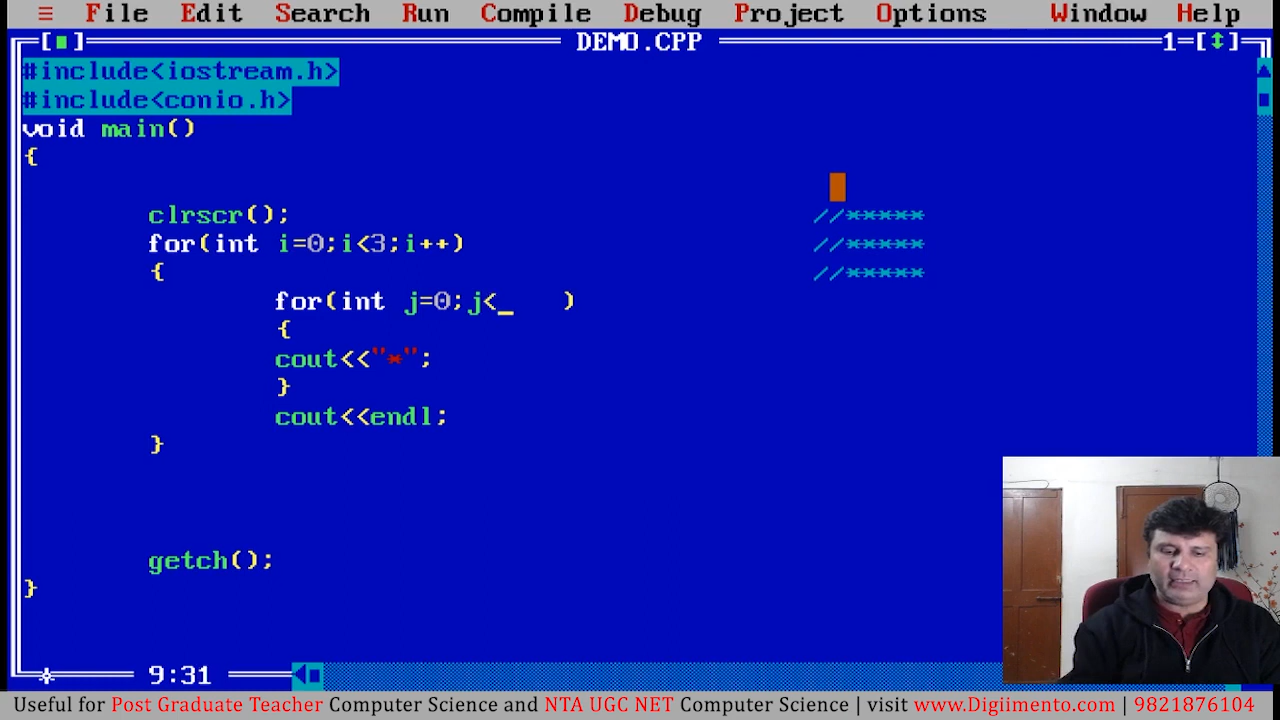 ≡ File Edit Search Run Compile Debug Project Options Window Help
[■] DEMO.CPP 1=[↕]
#include<iostream.h>
#include<conio.h>
void main()
{
clrscr(); //*****
for(int i=0;i<3;i++) //*****
{ //*****
for(int j=0;j<_ )
{
cout<<"*";
}
cout<<endl;
}
getch();
}
9:31
Useful for Post Graduate Teacher Computer Science and NTA UGC NET Computer Science | visit www.Digiimento.com | 9821876104